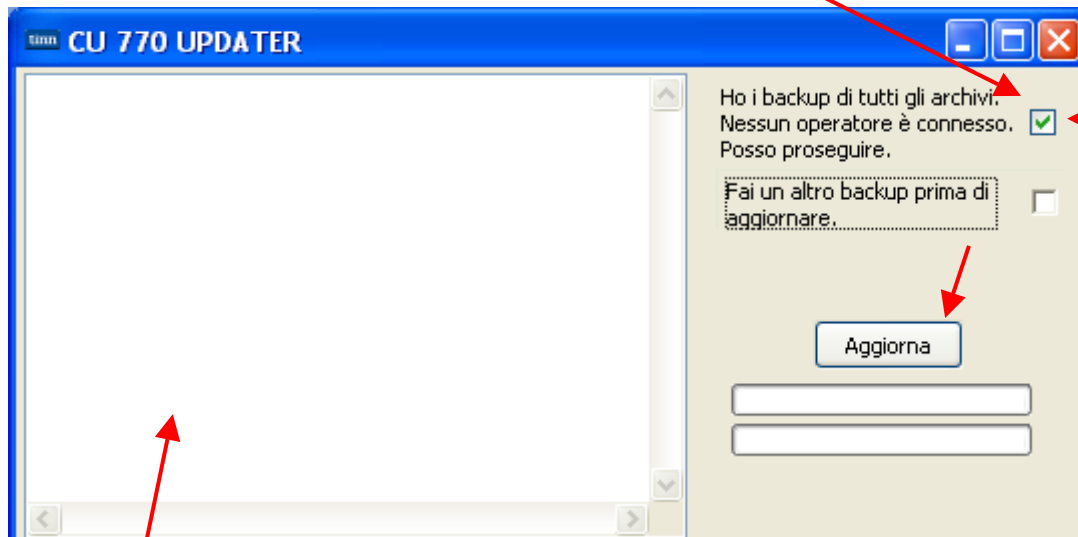 tinn CU 770 UPDATER
Ho i backup di tutti gli archivi.
Nessun operatore è connesso.
Posso proseguire.
Fai un altro backup prima di
aggiornare.
Aggiorna